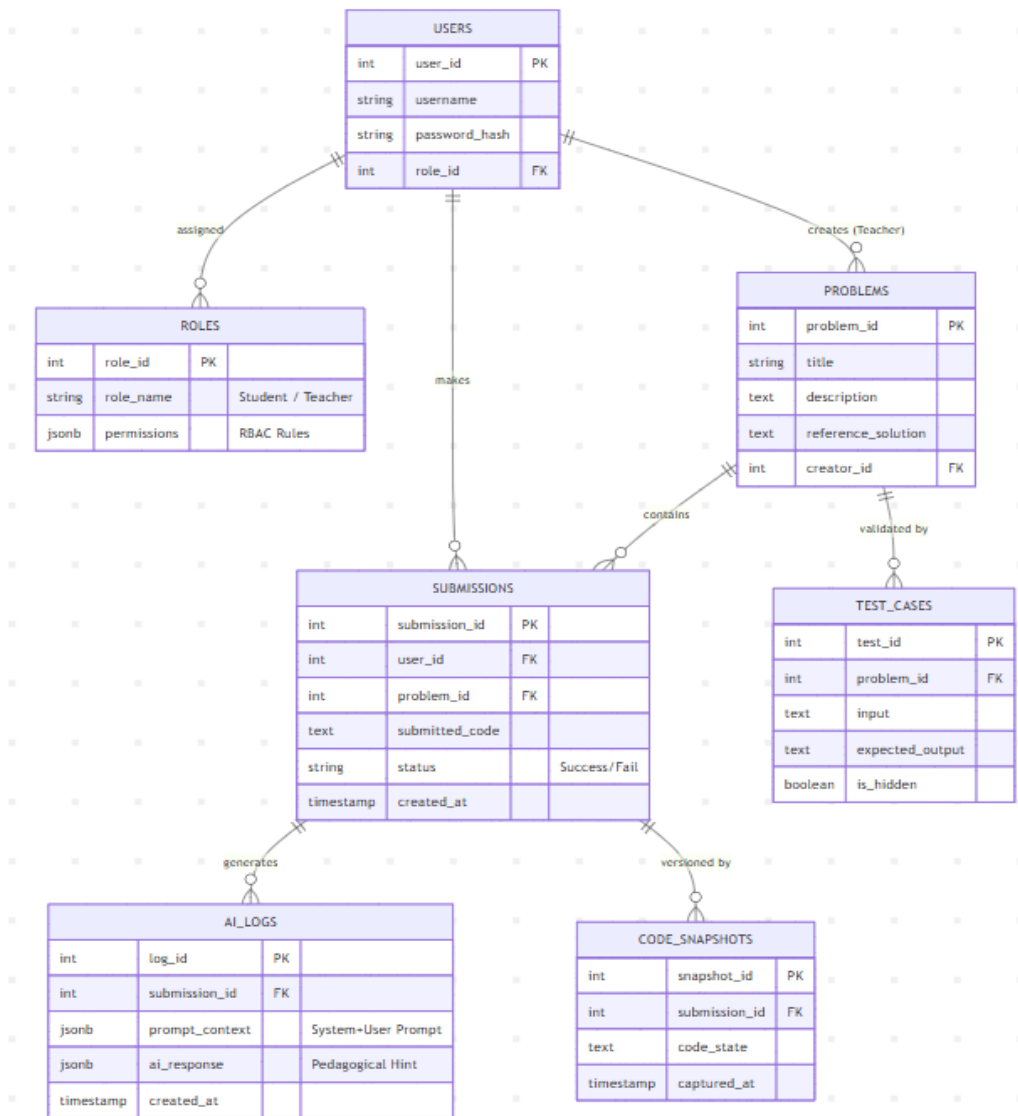 USERS
int user_id PK
string username
string password_hash
int role_id FK
assigned
creates (Teacher)
PROBLEMS
int problem_id PK
string title
text description
text reference_solution
int creator_id FK
ROLES
int role_id PK
string role_name Student / Teacher
jsonb permissions RBAC Rules
makes
contains
validated by
SUBMISSIONS
int submission_id PK
int user_id FK
int problem_id FK
text submitted_code
string status Success/Fail
timestamp created_at
TEST_CASES
int test_id PK
int problem_id FK
text input
text expected_output
boolean is_hidden
generates
versioned by
AI_LOGS
int log_id PK
int submission_id FK
jsonb prompt_context System+User Prompt
jsonb ai_response Pedagogical Hint
timestamp created_at
CODE_SNAPSHOTS
int snapshot_id PK
int submission_id FK
text code_state
timestamp captured_at